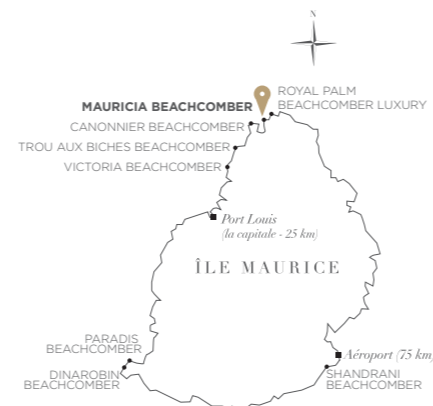 N
ROYAL PALM
BEACHCOMBER LUXURY
MAURICIA BEACHCOMBER
CANONNIER BEACHCOMBER
TROU AUX BICHES BEACHCOMBER
VICTORIA BEACHCOMBER
Port Louis
(la capitale - 25 km)
ÎLE MAURICE
PARADIS
BEACHCOMBER
DINAROBIN
BEACHCOMBER
Aéroport (75 km
SHANDRANI
BEACHCOMBER